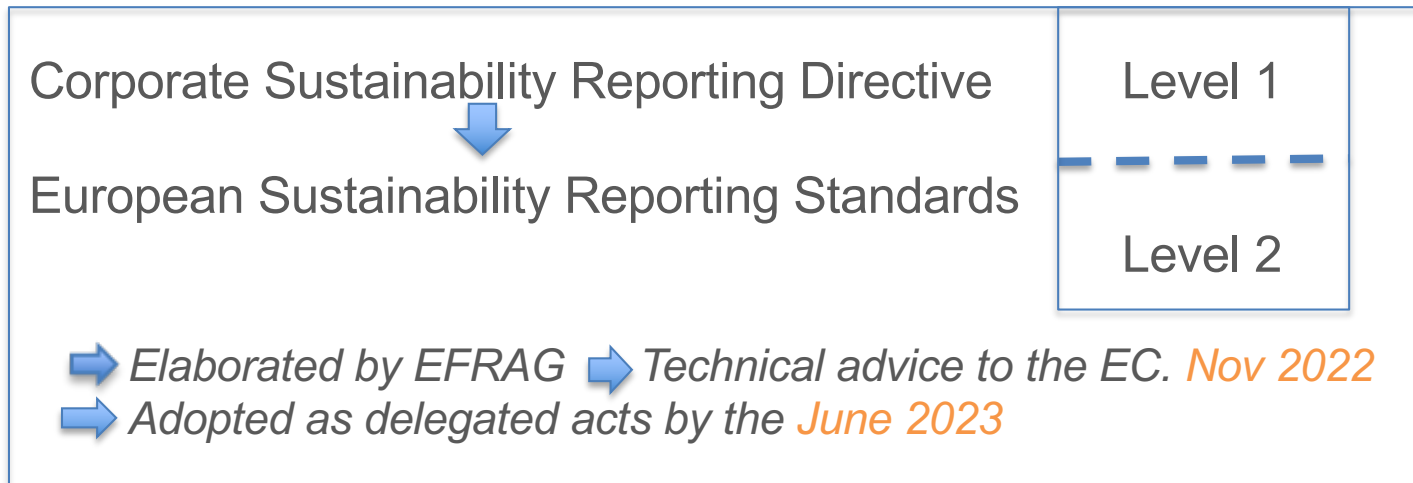 Corporate Sustainability Reporting Directive
Level 1
European Sustainability Reporting Standards
Level 2
Elaborated by EFRAG Technical advice to the EC. Nov 2022
Adopted as delegated acts by the June 2023